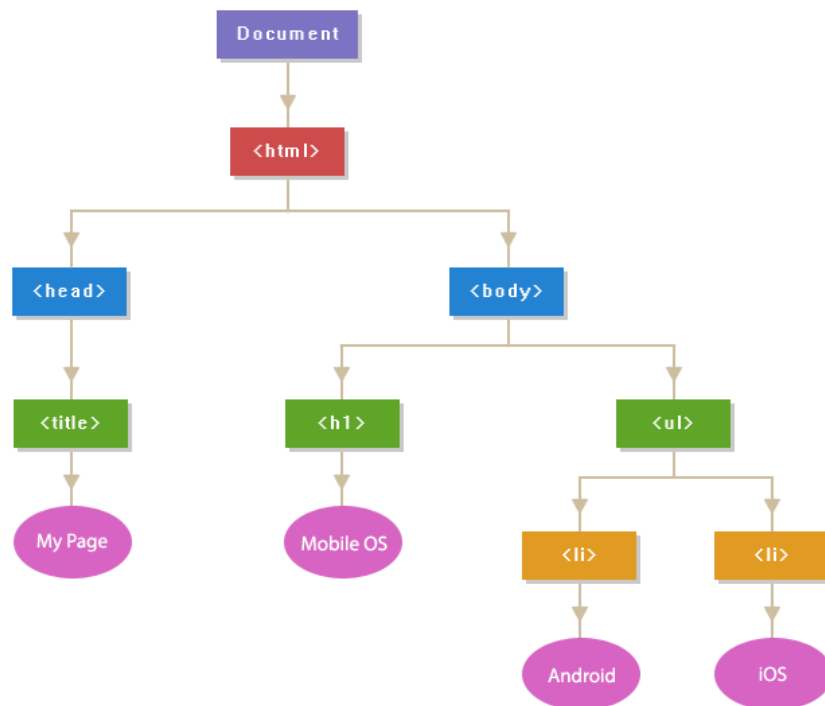 Document
<html>
<head>
<body>
<title>
<h1>
<ul>
My Page
Mobile OS
<li>
<li>
Android
iOS